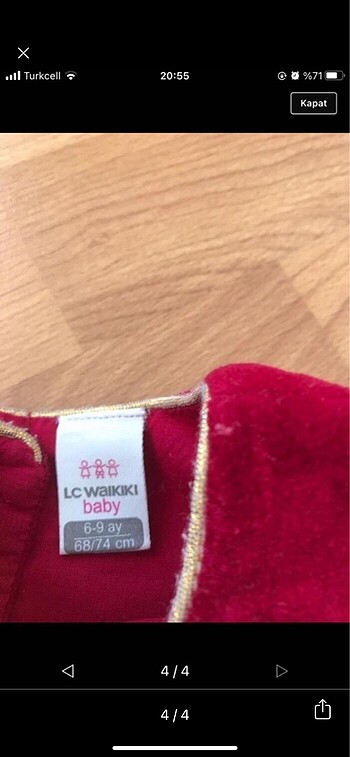 Turkcell 20:55 %71
Kapat
LC WAIKIKI
baby
6-9 ay
68/74 cm
4/4
4/4